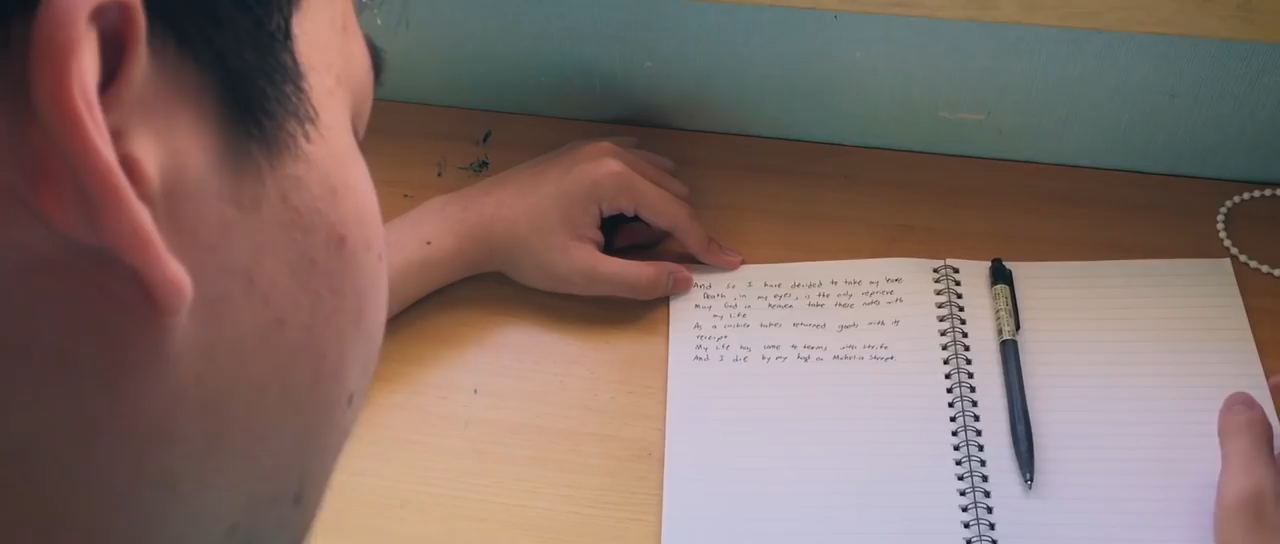 And so I have decided to take my leave
Death, in my eyes, is the only reprieve
May God in heaven take these notes with
my life
As a cashier takes returned goods with its
receipt
My life has come to terms with strife
And I die by my hand on Street.